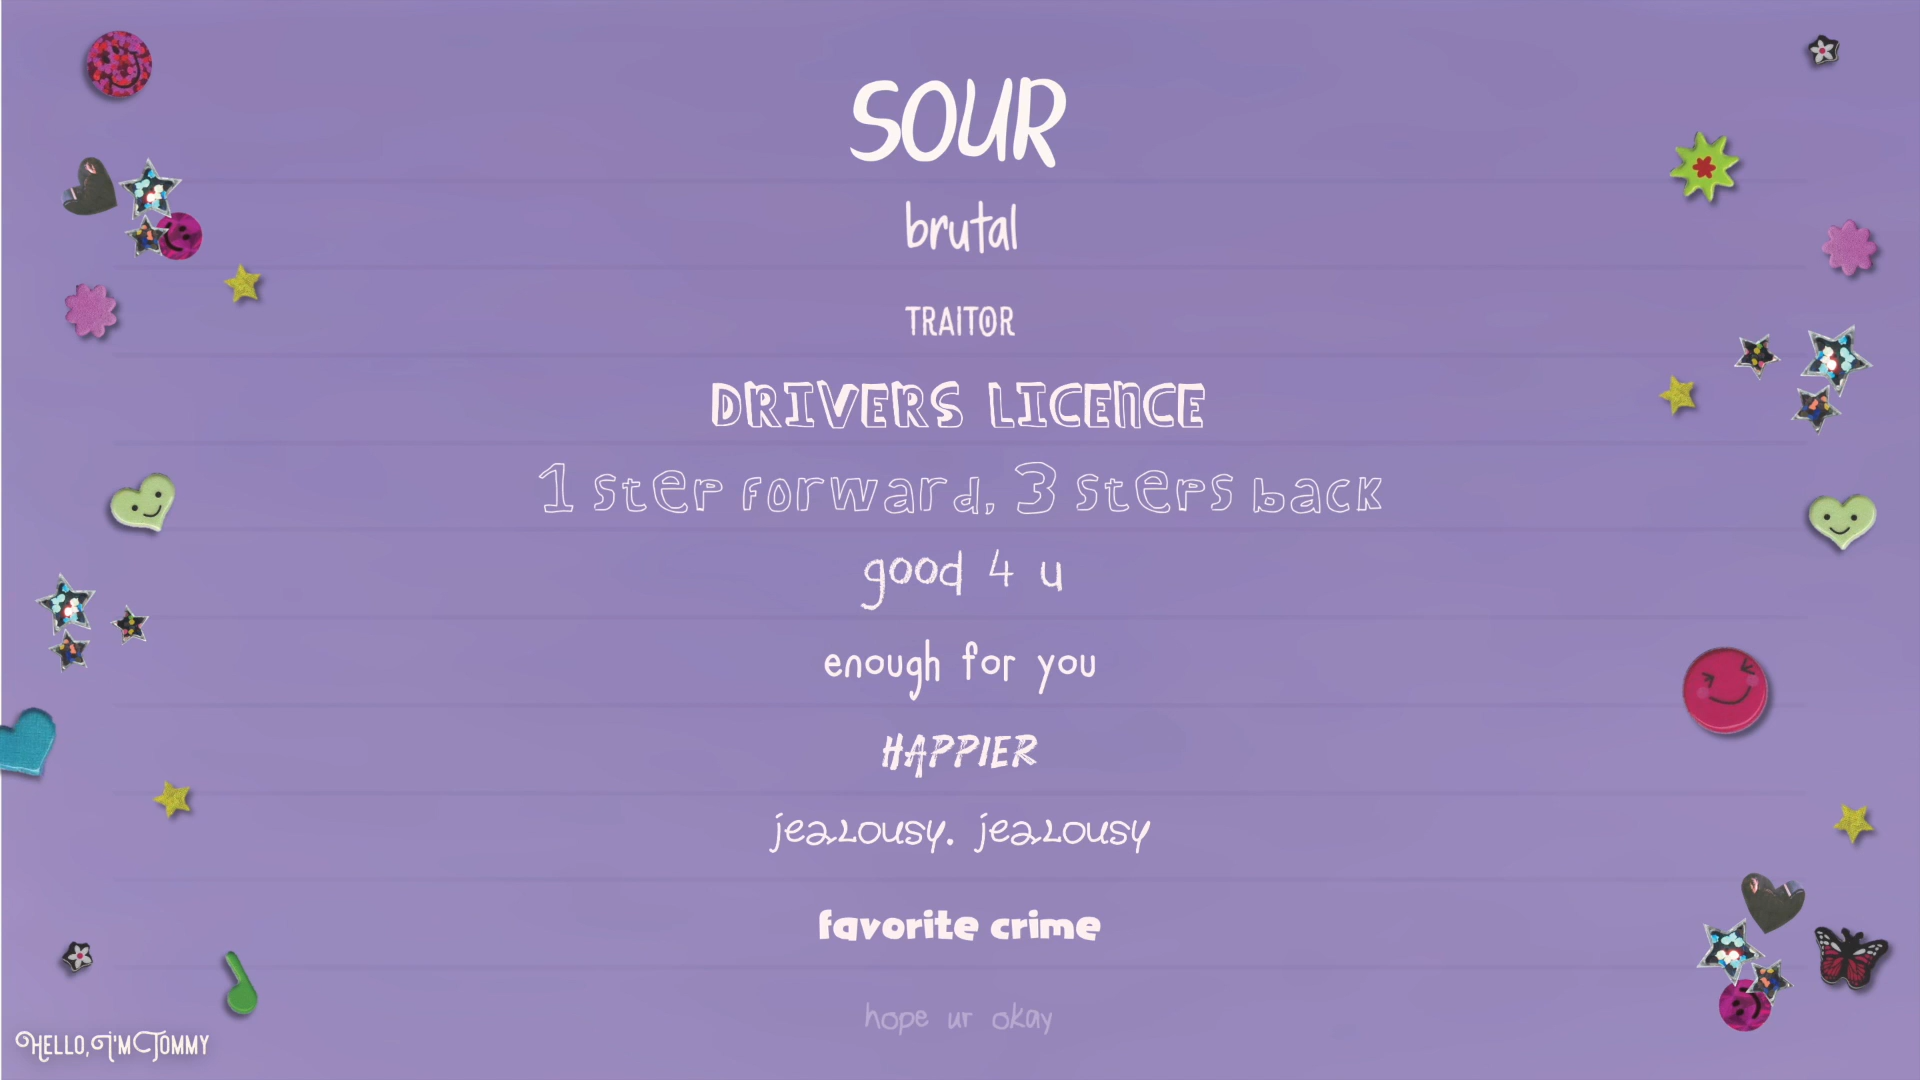 SOUR
brutal
TRAITOR
DRIVERS LICENCE
1 step forward, 3 steps back
good 4 u
enough for you
HAPPIER
jealousy. jealousy
favorite crime
hope ur okay
HELLO, I'M TOMMY